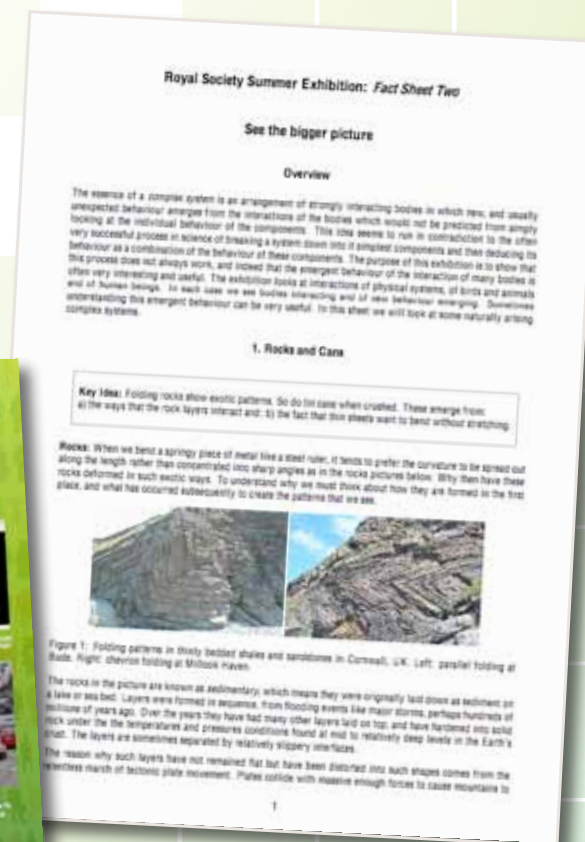 Royal Society Summer Exhibition: Fact Sheet Two
See the bigger picture
Overview
The essence of a complex system is an arrangement of strongly interacting bodies in which new, and usually
unexpected behaviour emerges from the interactions of the bodies which would not be predicted from simply
looking at the individual behaviour of the components. This idea seems to run in contradiction to the often
very successful process in science of breaking a system down into it simplest components and then deducing its
behaviour as a combination of the behaviour of these components. The purpose of this exhibition is to show that
this process does not always work, and indeed that the emergent behaviour of the interaction of many bodies is
often very interesting and useful. The exhibition looks at interactions of physical systems, of birds and animals
and of human beings. In each case we see bodies interacting and of new behaviour emerging. Sometimes
understanding this emergent behaviour can be very useful. In this sheet we will look at some naturally arising
complex systems.
1. Rocks and Cans
Key Idea: Folding rocks show exotic patterns. So do tin cans when crushed. These emerge from:
a) the ways that the rock layers interact and: b) the fact that thin sheets want to bend without stretching.
Rocks: When we bend a springy piece of metal like a steel ruler, it tends to prefer the curvature to be spread out
along the length rather than concentrated into sharp angles as in the rocks pictures below. Why then have these
rocks deformed in such exotic ways. To understand why we must think about how they are formed in the first
place, and what has occurred subsequently to create the patterns that we see.
Figure 1: Folding patterns in thinly bedded shales and sandstones in Cornwall, UK. Left: parallel folding at
Bude. Right: chevron folding at Millook Haven.
The rocks in the picture are known as sedimentary, which means they were originally laid down as sediment on
a lake or sea bed. Layers were formed in sequence, from flooding events like major storms, perhaps hundreds of
millions of years ago. Over the years they have had many other layers laid on top, and have hardened into solid
rock under the the temperatures and pressures conditions found at mid to relatively deep levels in the Earth's
crust. The layers are sometimes separated by relatively slippery interfaces.
The reason why such layers have not remained flat but have been distorted into such shapes comes from the
relentless march of tectonic plate movement. Plates collide with massive enough forces to cause mountains to
1